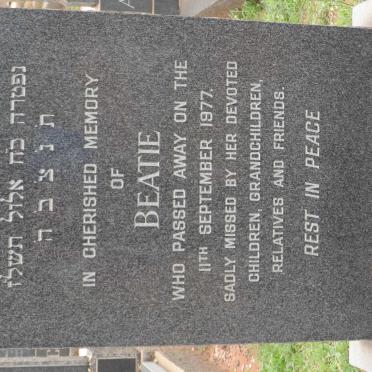 נפטרה כח אלול תשלז
ת נ צ ב ה
IN CHERISHED MEMORY
OF
BEATIE
WHO PASSED AWAY ON THE
11TH SEPTEMBER 1977.
SADLY MISSED BY HER DEVOTED
CHILDREN, GRANDCHILDREN,
RELATIVES AND FRIENDS.
REST IN PEACE